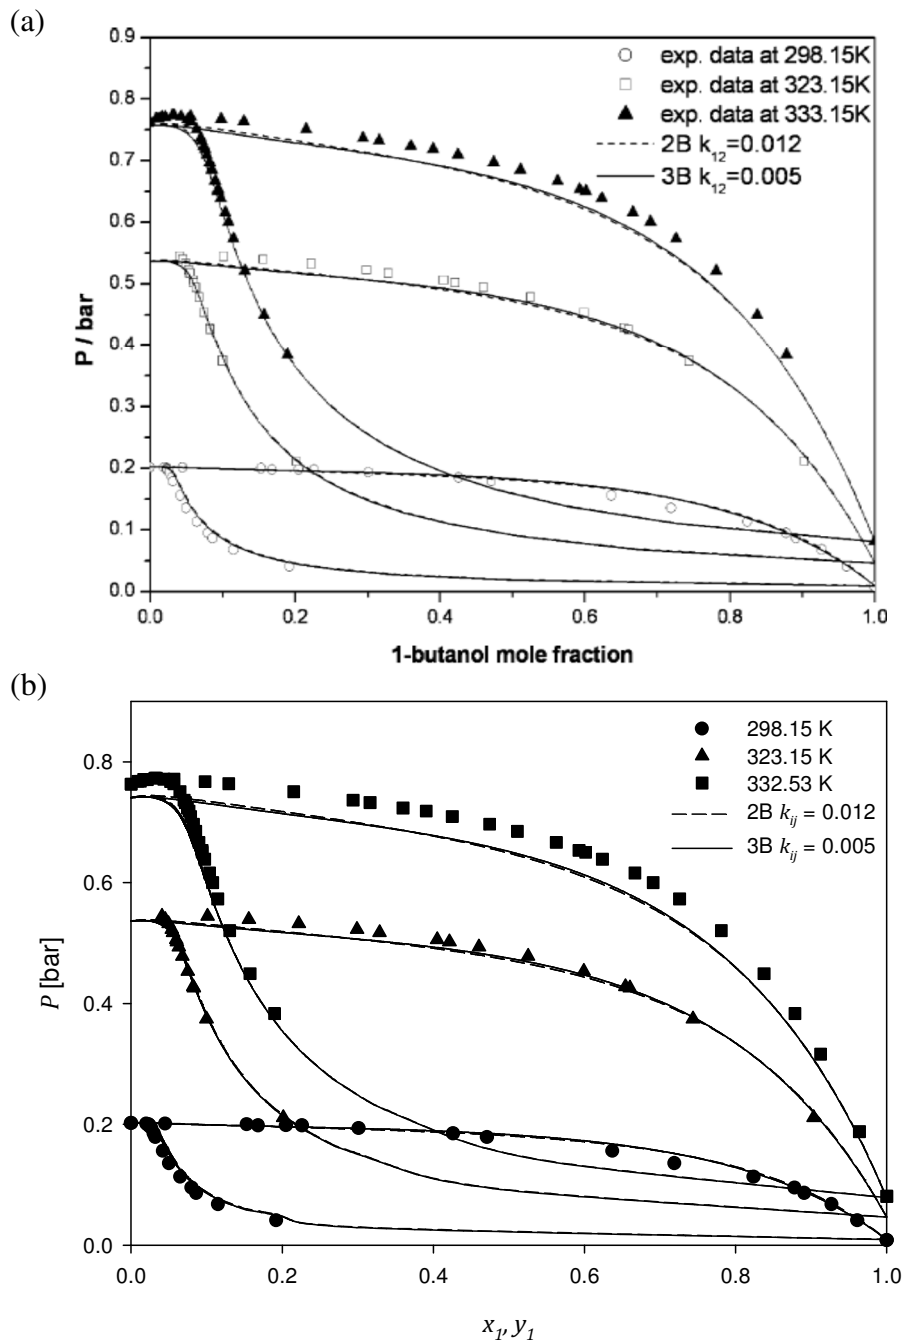 (a)
0.9
0.8
0.7
0.6
0.5
0.4
0.3
0.2
0.1
0.0
P / bar
exp. data at 298.15K
exp. data at 323.15K
exp. data at 333.15K
2B k12=0.012
3B k12=0.005
0.0 0.2 0.4 0.6 0.8 1.0
1-butanol mole fraction
(b)
0.8
0.6
0.4
0.2
0.0
P [bar]
298.15 K
323.15 K
332.53 K
2B kij = 0.012
3B kij = 0.005
0.0 0.2 0.4 0.6 0.8 1.0
x1, y1